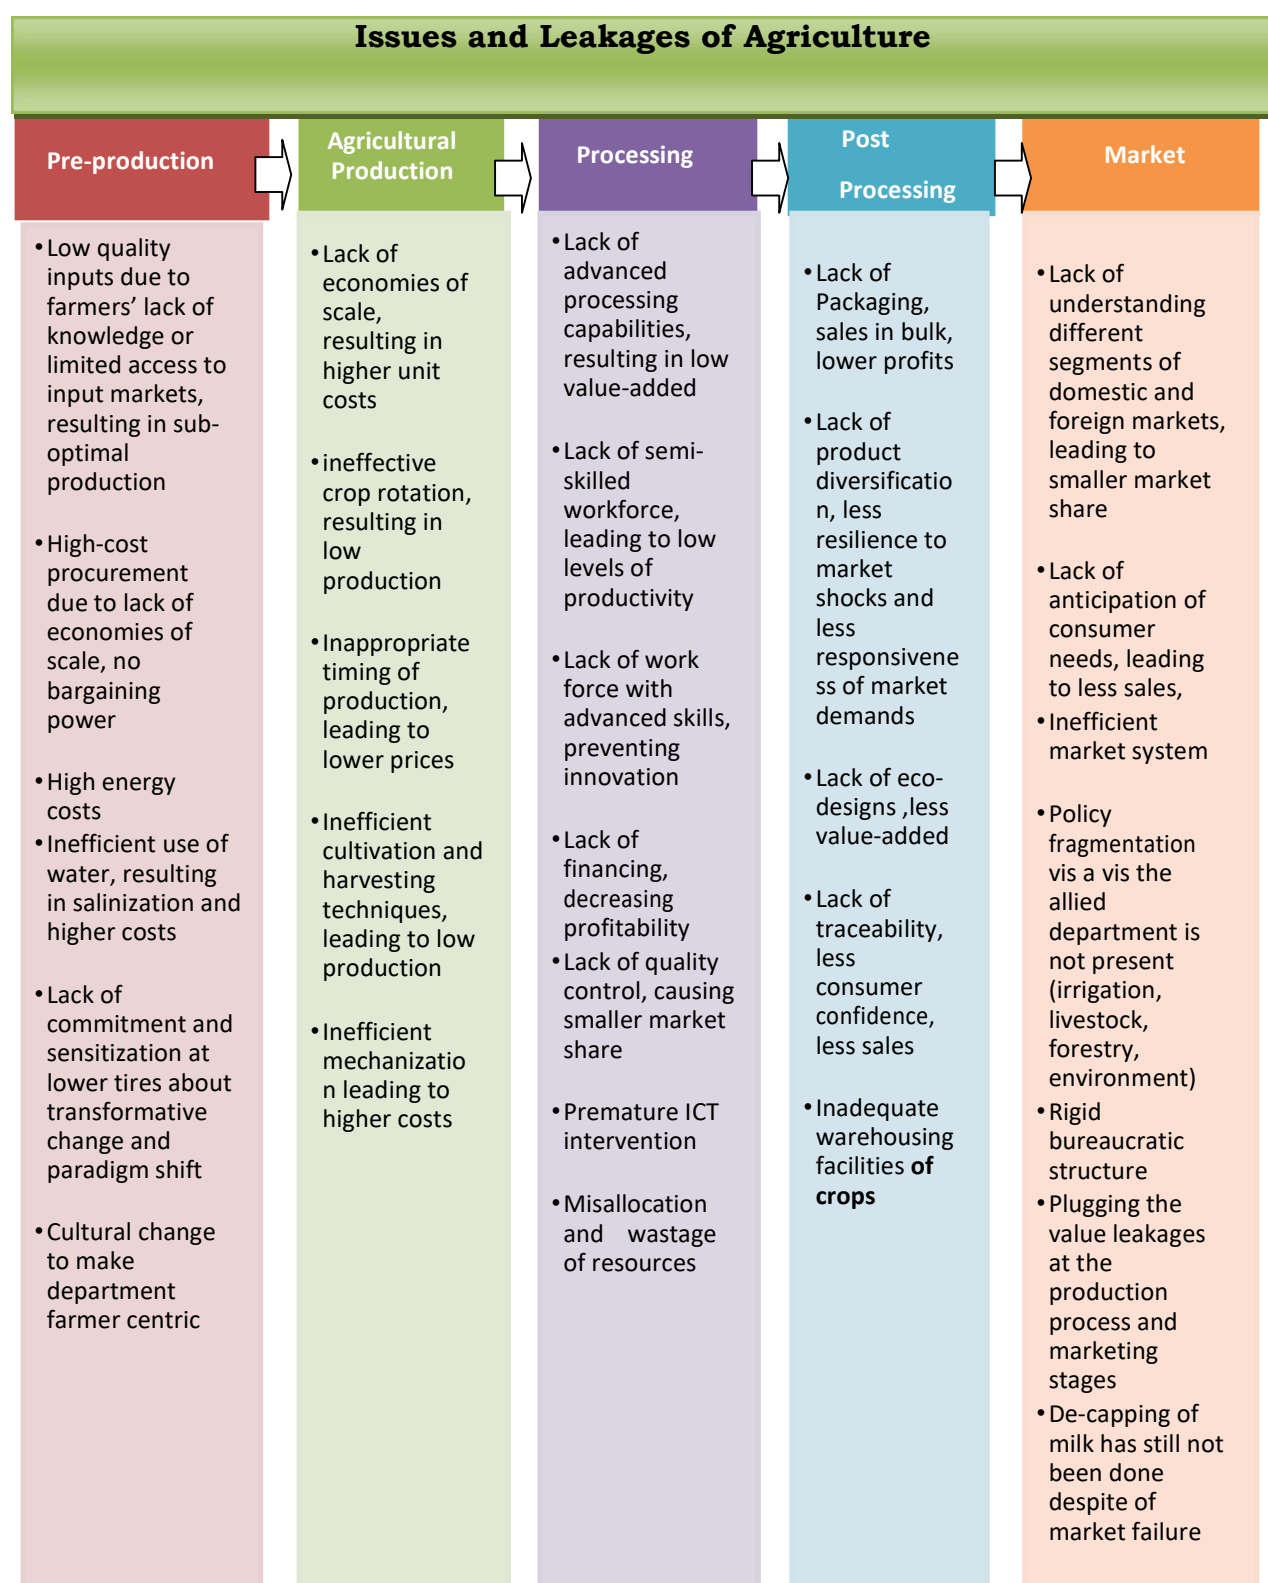 Issues and Leakages of Agriculture
Pre-production
•Low quality
inputs due to
farmers’ lack of
knowledge or
limited access to
input markets,
resulting in sub-
optimal
production
•High-cost
procurement
due to lack of
economies of
scale, no
bargaining
power
•High energy
costs
•Inefficient use of
water, resulting
in salinization and
higher costs
•Lack of
commitment and
sensitization at
lower tires about
transformative
change and
paradigm shift
•Cultural change
to make
department
farmer centric
Agricultural
Production
•Lack of
economies of
scale,
resulting in
higher unit
costs
•ineffective
crop rotation,
resulting in
low
production
•Inappropriate
timing of
production,
leading to
lower prices
•Inefficient
cultivation and
harvesting
techniques,
leading to low
production
•Inefficient
mechanizatio
n leading to
higher costs
Processing
•Lack of
advanced
processing
capabilities,
resulting in low
value-added
•Lack of semi-
skilled
workforce,
leading to low
levels of
productivity
•Lack of work
force with
advanced skills,
preventing
innovation
•Lack of
financing,
decreasing
profitability
•Lack of quality
control, causing
smaller market
share
•Premature ICT
intervention
•Misallocation
and wastage
of resources
Post
Processing
•Lack of
Packaging,
sales in bulk,
lower profits
•Lack of
product
diversificatio
n, less
resilience to
market
shocks and
less
responsivene
ss of market
demands
•Lack of eco-
designs ,less
value-added
•Lack of
traceability,
less
consumer
confidence,
less sales
•Inadequate
warehousing
facilities of
crops
Market
•Lack of
understanding
different
segments of
domestic and
foreign markets,
leading to
smaller market
share
•Lack of
anticipation of
consumer
needs, leading
to less sales,
•Inefficient
market system
•Policy
fragmentation
vis a vis the
allied
department is
not present
(irrigation,
livestock,
forestry,
environment)
•Rigid
bureaucratic
structure
•Plugging the
value leakages
at the
production
process and
marketing
stages
•De-capping of
milk has still not
been done
despite of
market failure